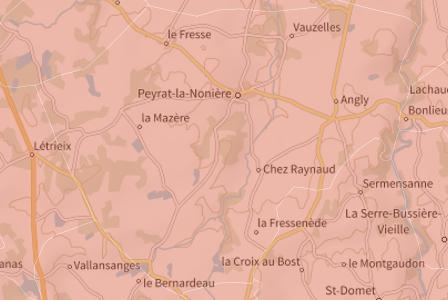 Vauzelles
le Fresse
Peyrat-la-Nonière
Angly
Lachau
Bonlieu
la Mazère
Létrieix
Chez Raynaud
Sermensanne
La Serre-Bussière-
Vieille
la Fressenède
anas
Vallansanges
la Croix au Bost
le Montgaudon
le Bernardeau
St-Domet